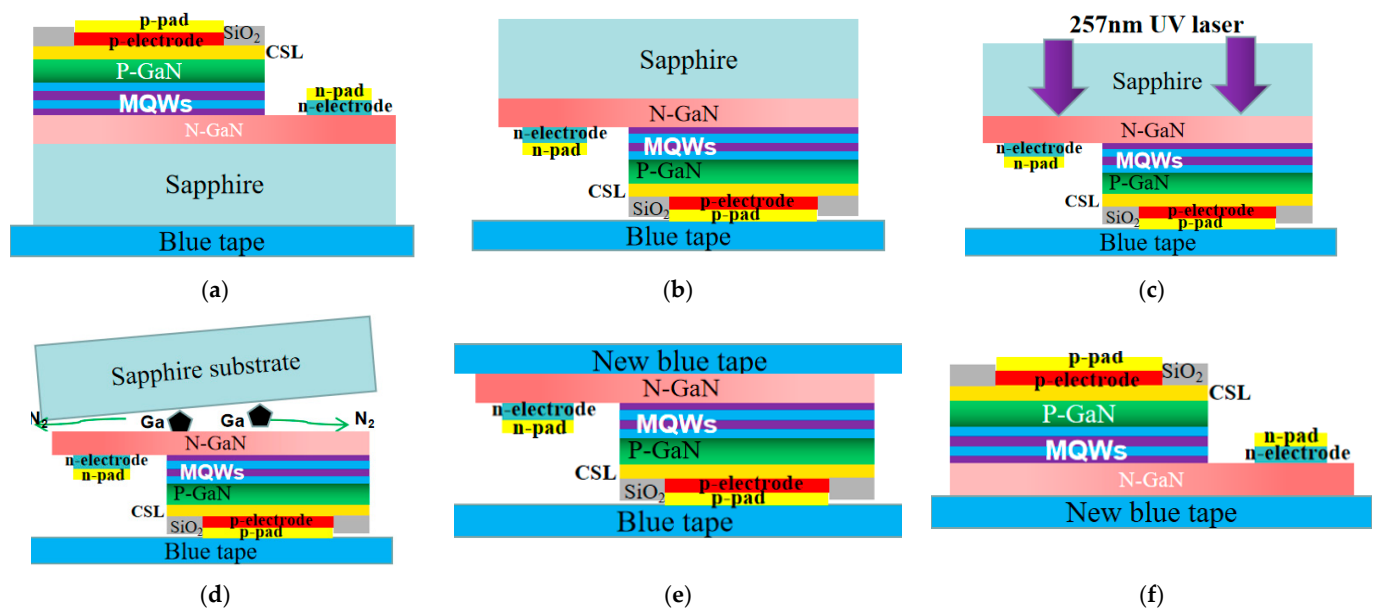 p-pad
p-electrode
SiO2
CSL
P-GaN
MQWs
n-pad
n-electrode
N-GaN
Sapphire
Blue tape
(a)
Sapphire
N-GaN
n-electrode
n-pad
MQWs
P-GaN
CSL
SiO2
p-electrode
p-pad
Blue tape
(b)
257nm UV laser
Sapphire
N-GaN
n-electrode
n-pad
MQWs
P-GaN
CSL
SiO2
p-electrode
p-pad
Blue tape
(c)
Sapphire substrate
N2
Ga
Ga
N2
N-GaN
n-electrode
n-pad
MQWs
P-GaN
CSL
SiO2
p-electrode
p-pad
Blue tape
(d)
New blue tape
N-GaN
n-electrode
n-pad
MQWs
P-GaN
CSL
SiO2
p-electrode
p-pad
Blue tape
(e)
p-pad
p-electrode
SiO2
CSL
P-GaN
MQWs
n-pad
n-electrode
N-GaN
New blue tape
(f)